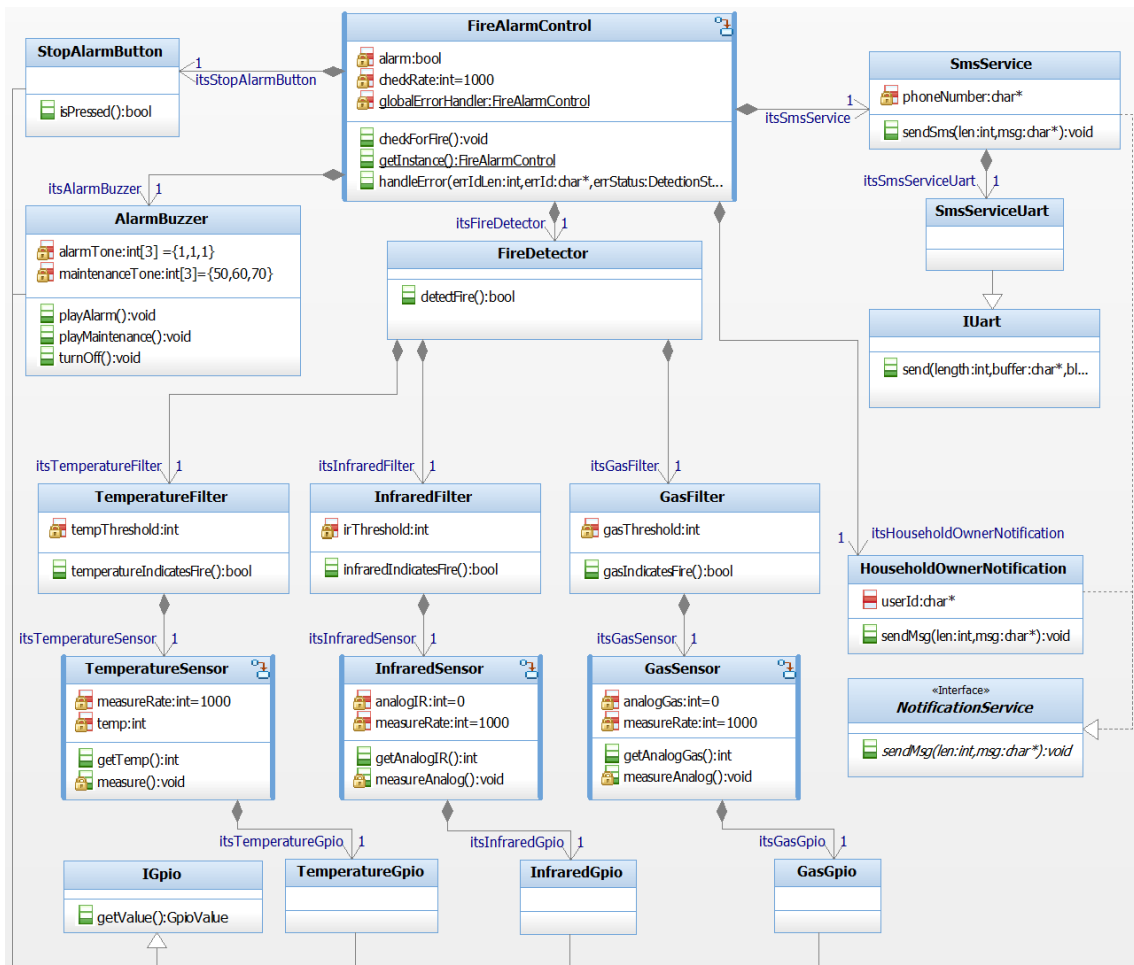 FireAlarmControl
alarm:bool
checkRate:int=1000
globalErrorHandler:FireAlarmControl
checkForFire():void
getInstance():FireAlarmControl
handleError(errIdLen:int,errId:char*,errStatus:DetectionSt...
StopAlarmButton
isPressed():bool
1
itsStopAlarmButton
SmsService
phoneNumber:char*
sendSms(len:int,msg:char*):void
1
itsSmsService
itsAlarmBuzzer
1
AlarmBuzzer
alarmTone:int[3] ={1,1,1}
maintenanceTone:int[3]={50,60,70}
playAlarm():void
playMaintenance():void
turnOff():void
itsSmsServiceUart
1
SmsServiceUart
itsFireDetector
1
FireDetector
detectFire():bool
IUart
send(length:int,buffer:char*,bl...
itsTemperatureFilter
1
itsInfraredFilter
1
itsGasFilter
1
TemperatureFilter
tempThreshold:int
temperatureIndicatesFire():bool
InfraredFilter
irThreshold:int
infraredIndicatesFire():bool
GasFilter
gasThreshold:int
gasIndicatesFire():bool
1
itsHouseholdOwnerNotification
HouseholdOwnerNotification
userId:char*
sendMsg(len:int,msg:char*):void
itsTemperatureSensor
1
itsInfraredSensor
1
itsGasSensor
1
TemperatureSensor
measureRate:int=1000
temp:int
getTemp():int
measure():void
InfraredSensor
analogIR:int=0
measureRate:int=1000
getAnalogIR():int
measureAnalog():void
GasSensor
analogGas:int=0
measureRate:int=1000
getAnalogGas():int
measureAnalog():void
«Interface»
NotificationService
sendMsg(len:int,msg:char*):void
itsTemperatureGpio
1
itsInfraredGpio
1
itsGasGpio
1
IGpio
getValue():GpioValue
TemperatureGpio
InfraredGpio
GasGpio